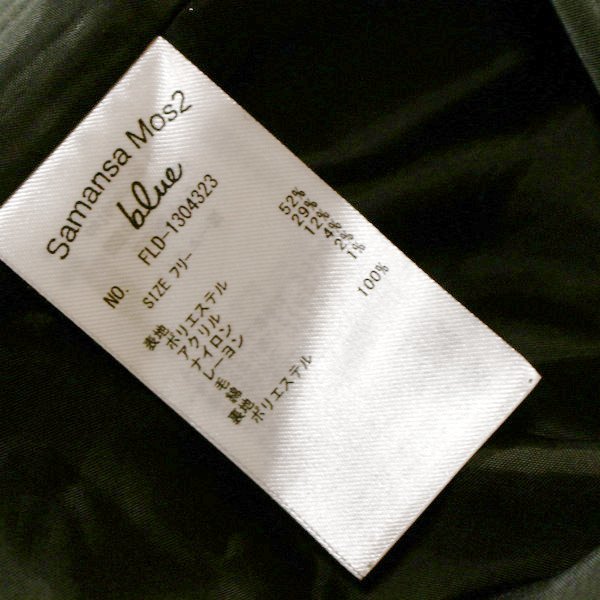 Samansa Mos2
blue
NO. FLD-1304323
SIZE フリー
表地
ポリエステル 52%
アクリル 29%
ナイロン 12%
レーヨン 4%
毛 2%
綿 1%
裏地
ポリエステル 100%